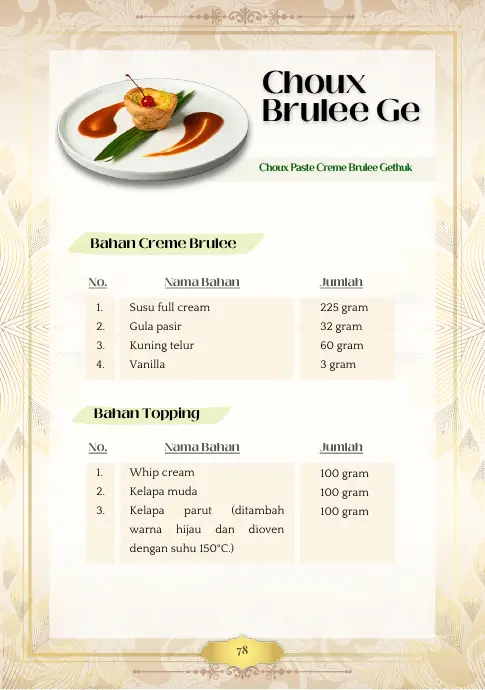 Choux
Brulee Ge
Choux Paste Creme Brulee Gethuk
Bahan Creme Brulee
No. Nama Bahan Jumlah
1. Susu full cream 225 gram
2. Gula pasir 32 gram
3. Kuning telur 60 gram
4. Vanilla 3 gram
Bahan Topping
No. Nama Bahan Jumlah
1. Whip cream 100 gram
2. Kelapa muda 100 gram
3. Kelapa parut (ditambah 100 gram
warna hijau dan dioven
dengan suhu 150°C.)
78